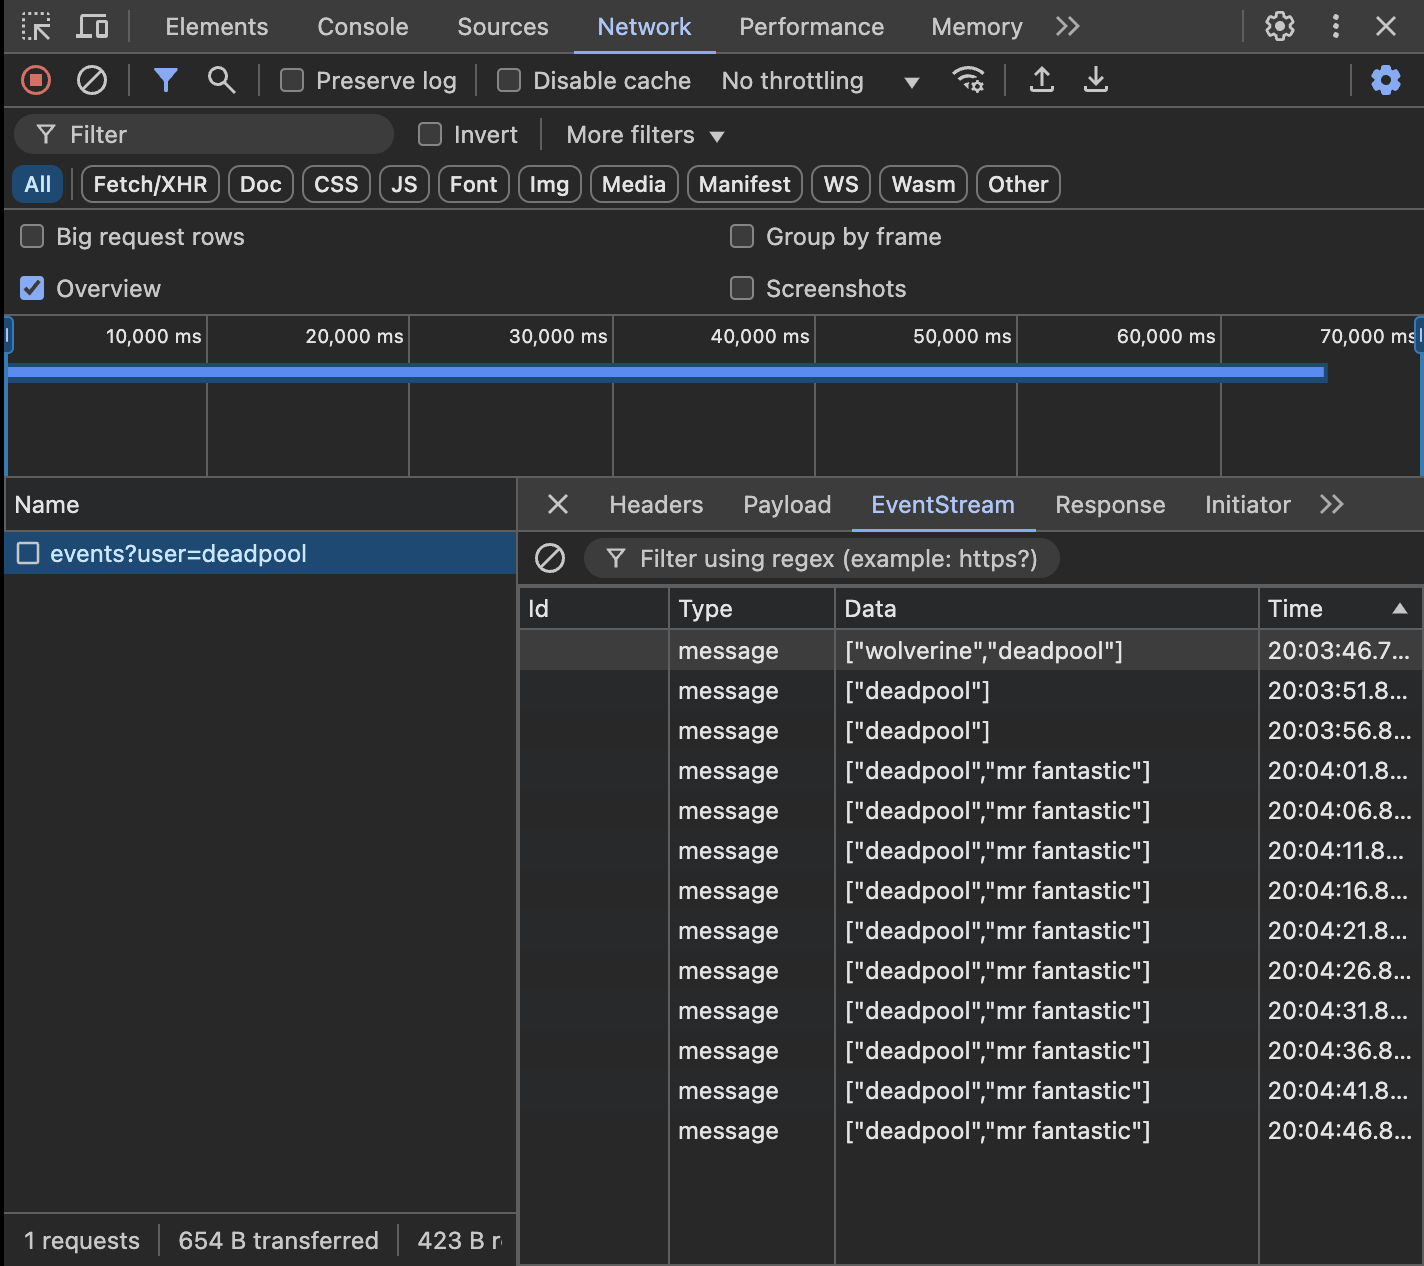 Elements Console Sources Network Performance Memory
Preserve log Disable cache No throttling
Filter Invert More filters
All Fetch/XHR Doc CSS JS Font Img Media Manifest WS Wasm Other
Big request rows Group by frame
Overview Screenshots
10,000 ms 20,000 ms 30,000 ms 40,000 ms 50,000 ms 60,000 ms 70,000 ms
Name
events?user=deadpool
1 requests 654 B transferred 423 B r
Headers Payload EventStream Response Initiator
Filter using regex (example: https?)
Id Type Data Time
message ["wolverine","deadpool"] 20:03:46.7...
message ["deadpool"] 20:03:51.8...
message ["deadpool"] 20:03:56.8...
message ["deadpool","mr fantastic"] 20:04:01.8...
message ["deadpool","mr fantastic"] 20:04:06.8...
message ["deadpool","mr fantastic"] 20:04:11.8...
message ["deadpool","mr fantastic"] 20:04:16.8...
message ["deadpool","mr fantastic"] 20:04:21.8...
message ["deadpool","mr fantastic"] 20:04:26.8...
message ["deadpool","mr fantastic"] 20:04:31.8...
message ["deadpool","mr fantastic"] 20:04:36.8...
message ["deadpool","mr fantastic"] 20:04:41.8...
message ["deadpool","mr fantastic"] 20:04:46.8...